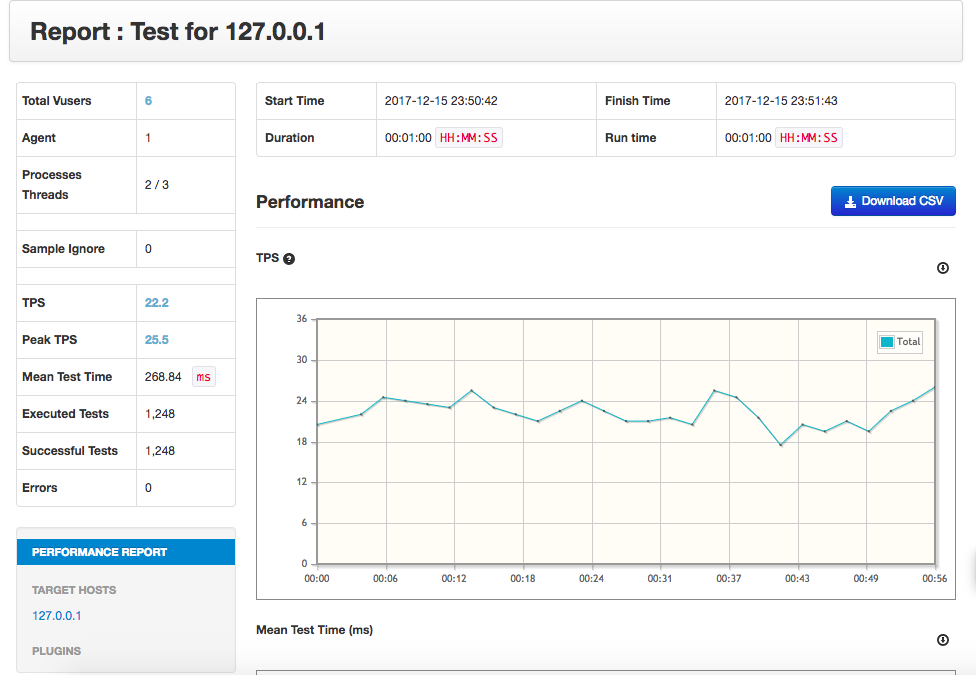 Report : Test for 127.0.0.1
Total Vusers 6
Agent 1
Processes
Threads
2 / 3
Sample Ignore 0
TPS 22.2
Peak TPS 25.5
Mean Test Time 268.84 ms
Executed Tests 1,248
Successful Tests 1,248
Errors 0
PERFORMANCE REPORT
TARGET HOSTS
127.0.0.1
PLUGINS
Start Time 2017-12-15 23:50:42 Finish Time 2017-12-15 23:51:43
Duration 00:01:00 HH:MM:SS Run time 00:01:00 HH:MM:SS
Performance
Download CSV
TPS ?
36
30
24
18
12
6
0
Total
00:00 00:06 00:12 00:18 00:24 00:31 00:37 00:43 00:49 00:56
Mean Test Time (ms)